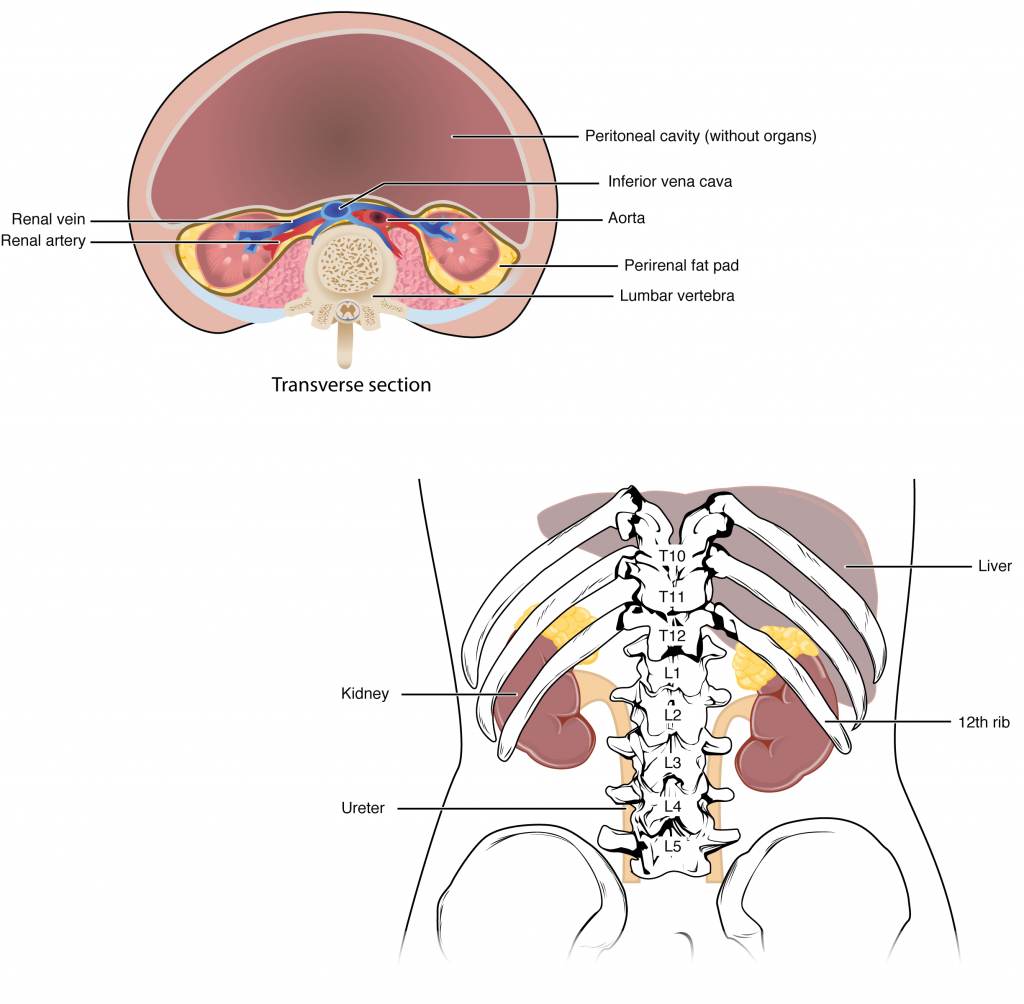 Peritoneal cavity (without organs)
Inferior vena cava
Renal vein
Aorta
Renal artery
Perirenal fat pad
Lumbar vertebra
Transverse section
T10
Liver
T11
T12
L1
Kidney
L2
12th rib
L3
Ureter
L4
L5